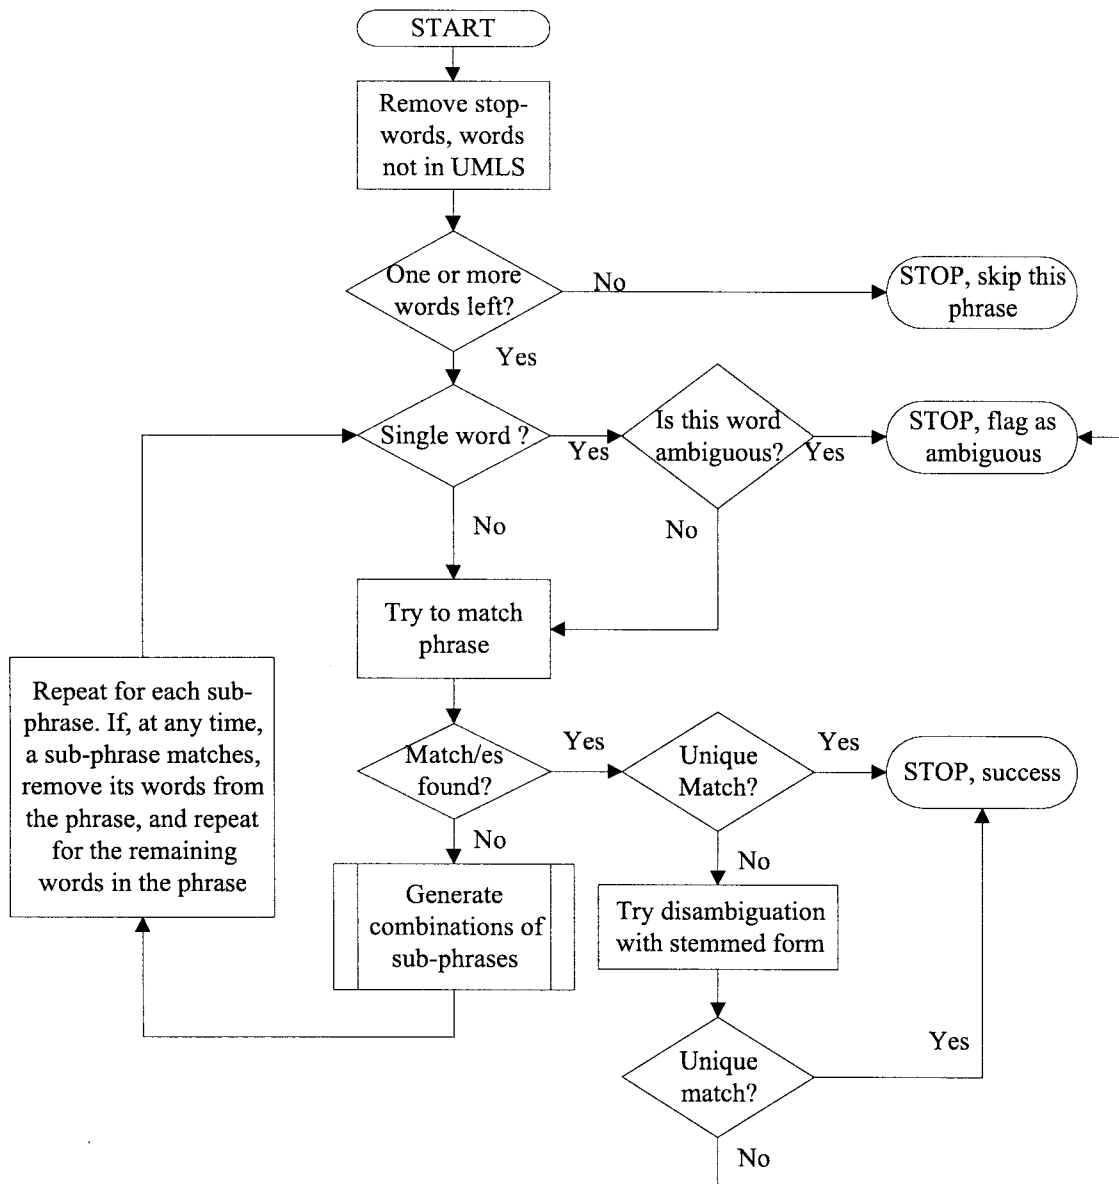 START
Remove stop-
words, words
not in UMLS
One or more
words left?
No
STOP, skip this
phrase
Yes
Single word ?
Yes
Is this word
ambiguous?
Yes
STOP, flag as
ambiguous
No
No
Try to match
phrase
Repeat for each sub-
phrase. If, at any time,
a sub-phrase matches,
remove its words from
the phrase, and repeat
for the remaining
words in the phrase
Match/es
found?
Yes
Unique
Match?
Yes
STOP, success
No
No
Generate
combinations of
sub-phrases
Try disambiguation
with stemmed form
Unique
match?
Yes
No